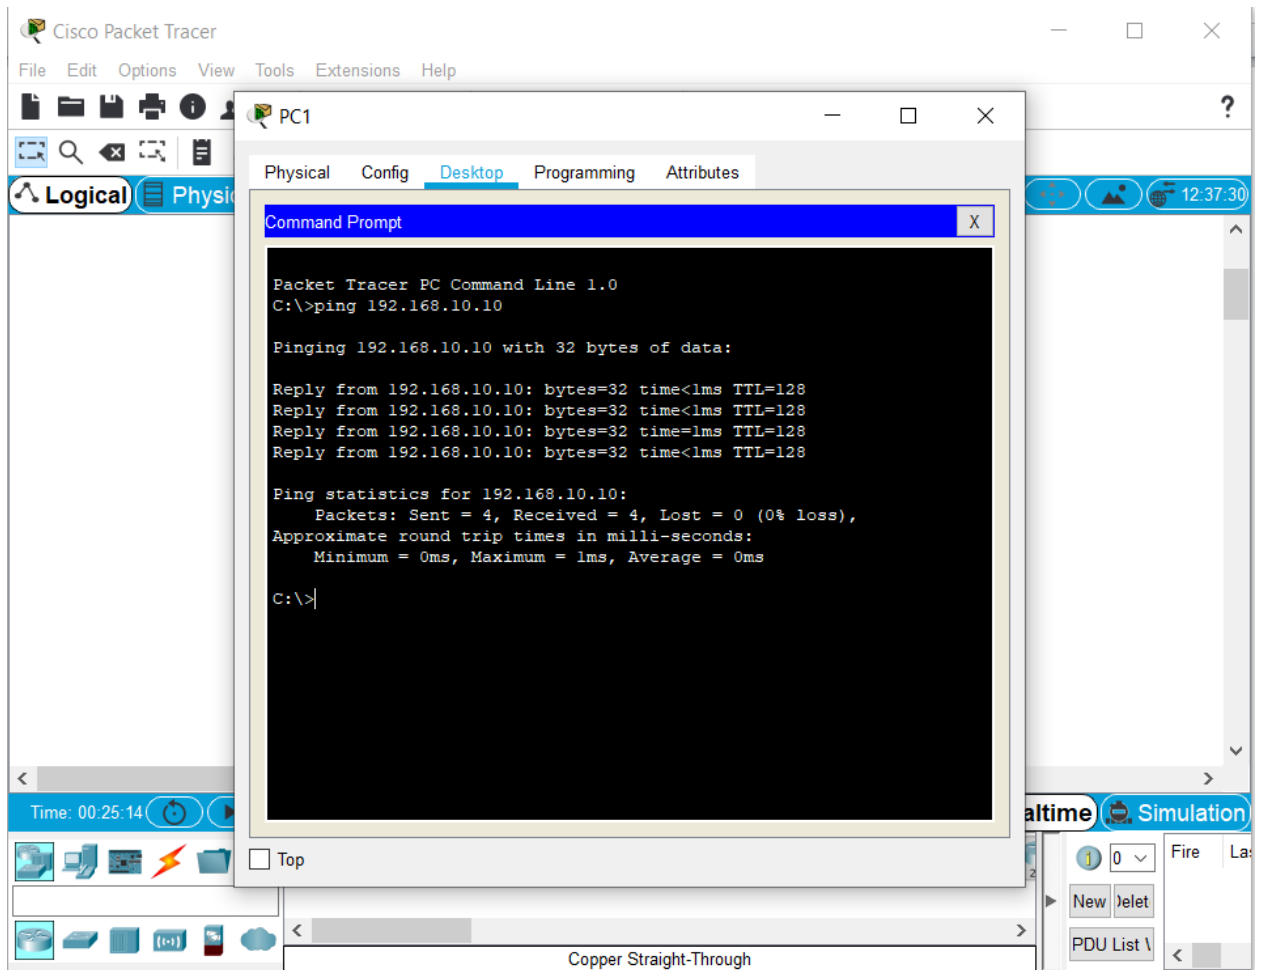 Cisco Packet Tracer
File Edit Options View Tools Extensions Help
?
PC1
Physical Config Desktop Programming Attributes
Logical
12:37:30
Command Prompt X
Packet Tracer PC Command Line 1.0
C:\>ping 192.168.10.10
Pinging 192.168.10.10 with 32 bytes of data:
Reply from 192.168.10.10: bytes=32 time<1ms TTL=128
Reply from 192.168.10.10: bytes=32 time<1ms TTL=128
Reply from 192.168.10.10: bytes=32 time=1ms TTL=128
Reply from 192.168.10.10: bytes=32 time<1ms TTL=128
Ping statistics for 192.168.10.10:
Packets: Sent = 4, Received = 4, Lost = 0 (0% loss),
Approximate round trip times in milli-seconds:
Minimum = 0ms, Maximum = 1ms, Average = 0ms
C:\>
Time: 00:25:14
altime Simulation
Top
0 Fire Las
New Delet
PDU List
Copper Straight-Through